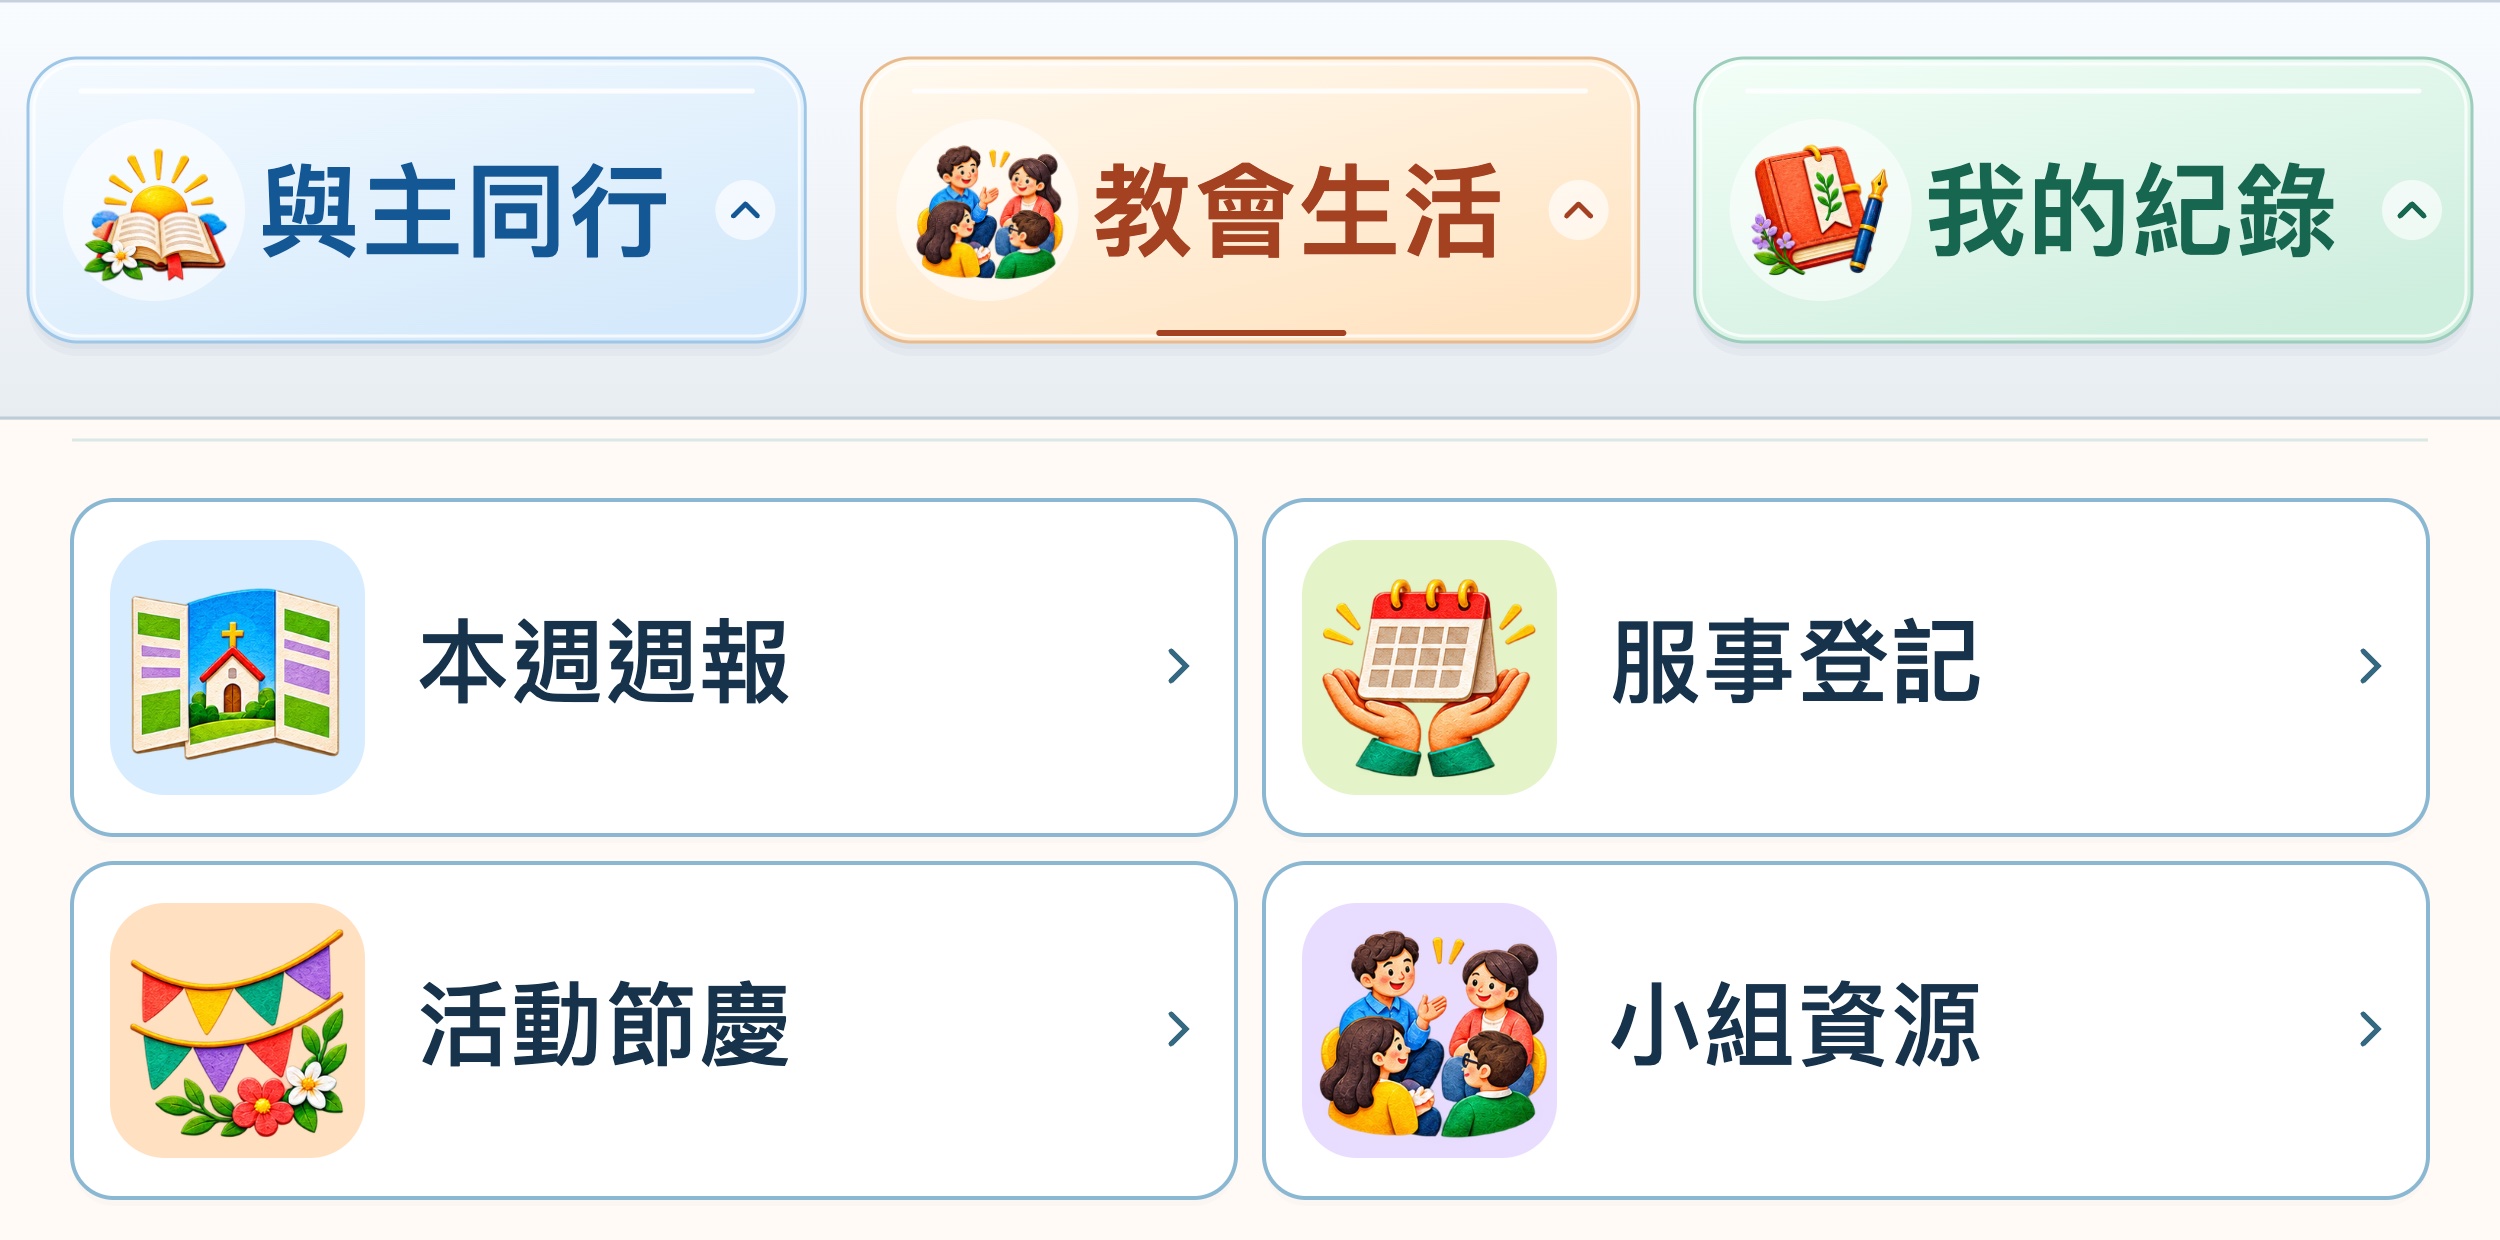 與主同行
教會生活
我的紀錄
本週週報
服事登記
活動節慶
小組資源